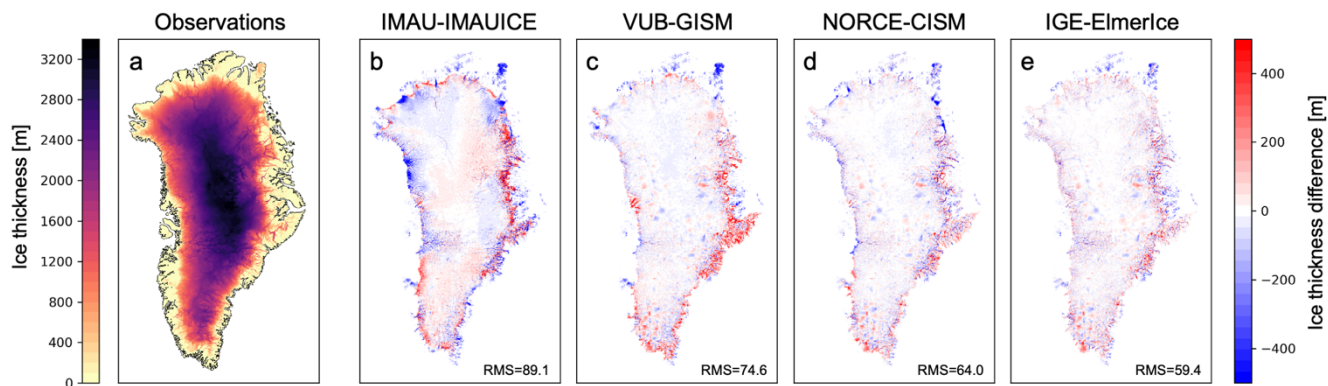 Observations
IMAU-IMAUICE
VUB-GISM
NORCE-CISM
IGE-ElmerIce
a
b
c
d
e
Ice thickness [m]
3200
2800
2400
2000
1600
1200
800
400
0
RMS=89.1
RMS=74.6
RMS=64.0
RMS=59.4
400
200
0
−200
−400
Ice thickness difference [m]